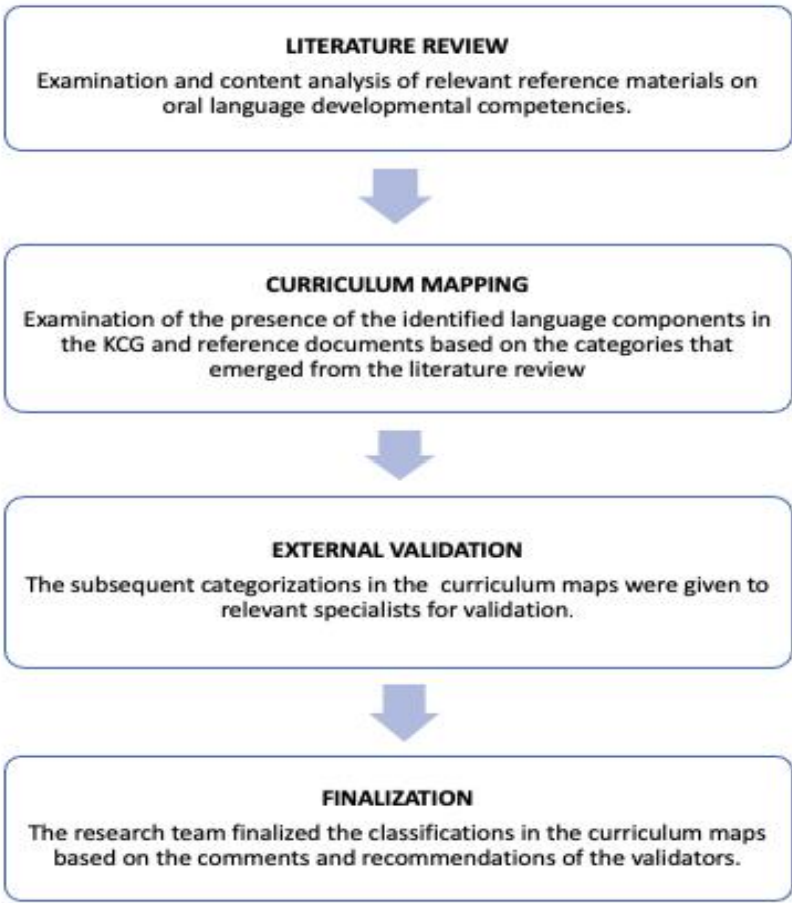 LITERATURE REVIEW
Examination and content analysis of relevant reference materials on
oral language developmental competencies.
CURRICULUM MAPPING
Examination of the presence of the identified language components in
the KCG and reference documents based on the categories that
emerged from the literature review
EXTERNAL VALIDATION
The subsequent categorizations in the curriculum maps were given to
relevant specialists for validation.
FINALIZATION
The research team finalized the classifications in the curriculum maps
based on the comments and recommendations of the validators.